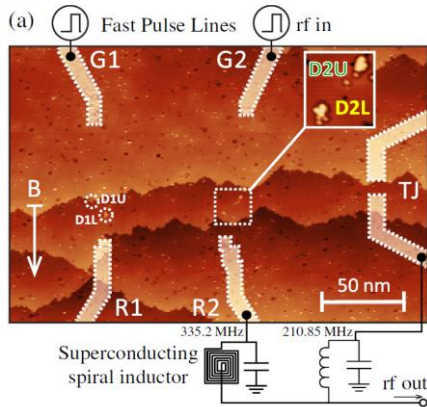 (a) Fast Pulse Lines rf in
G1 G2
D2U
D2L
B
D1U
D1L
TJ
R1 R2
50 nm
335.2 MHz 210.85 MHz
Superconducting
spiral inductor
rf out